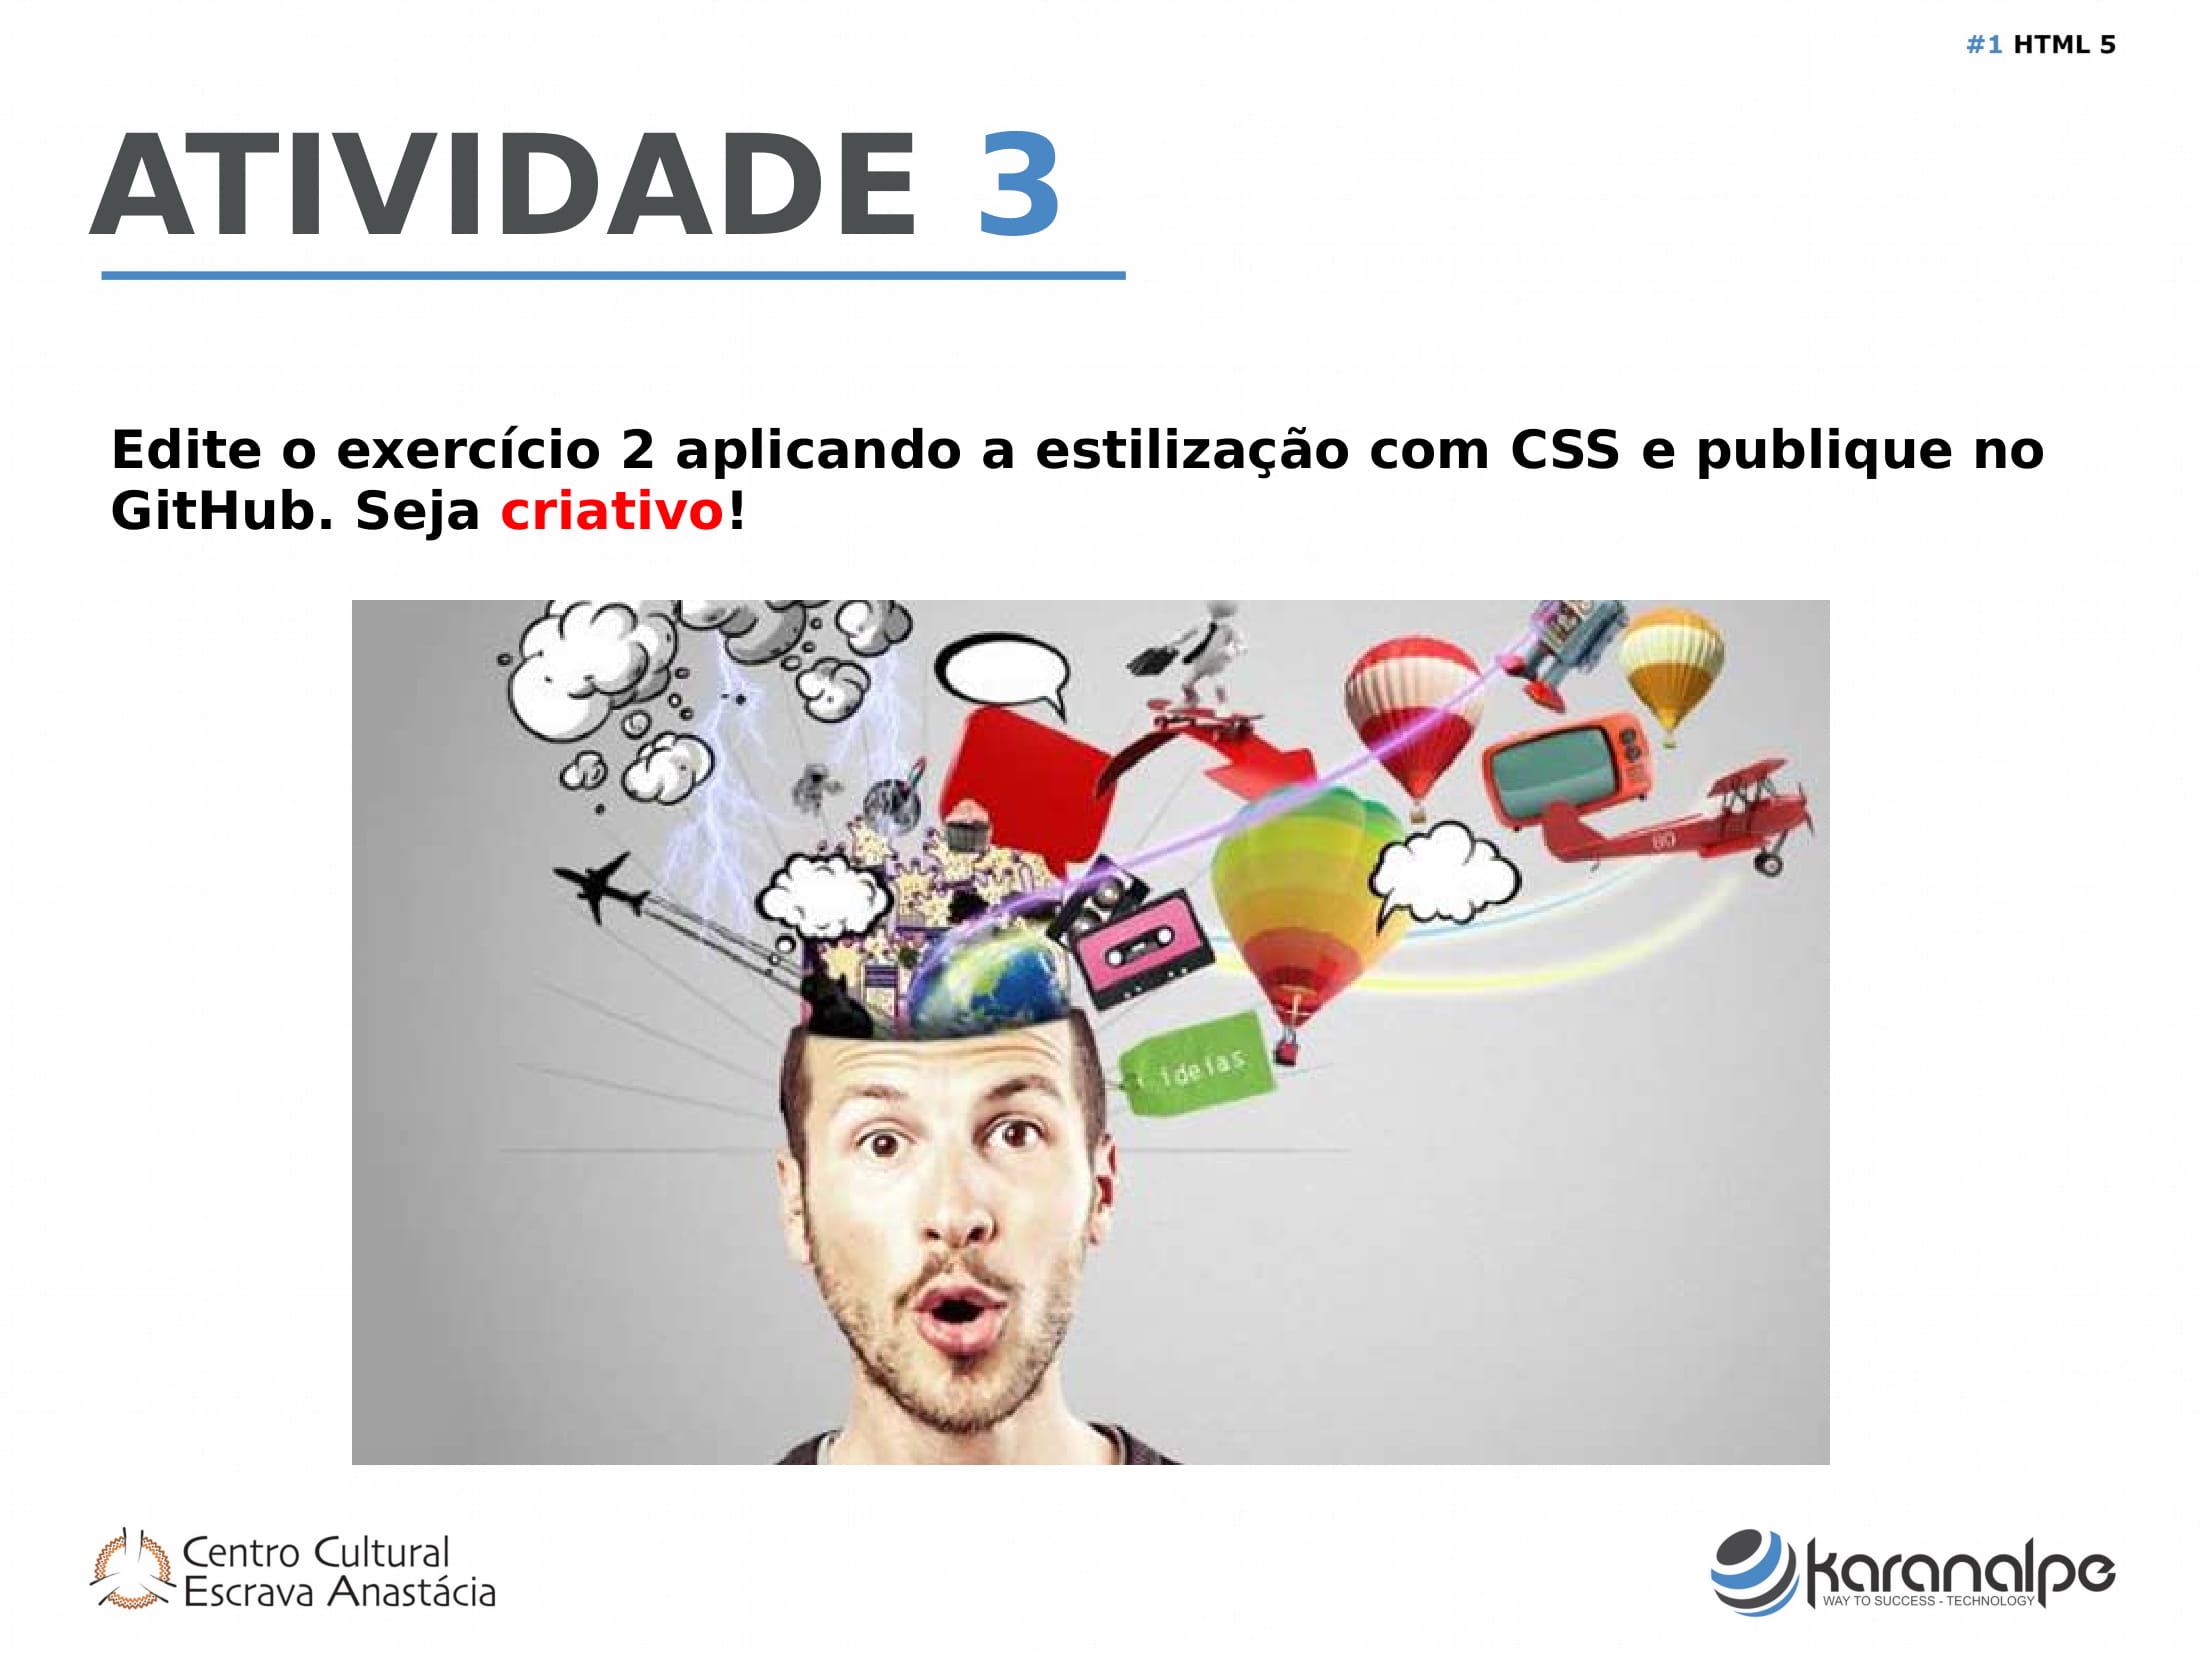 #1 HTML 5
ATIVIDADE 3
Edite o exercício 2 aplicando a estilização com CSS e publique no
GitHub. Seja criativo!
80
ideias
Centro Cultural
Escrava Anastácia
karanalpe
WAY TO SUCCESS - TECHNOLOGY